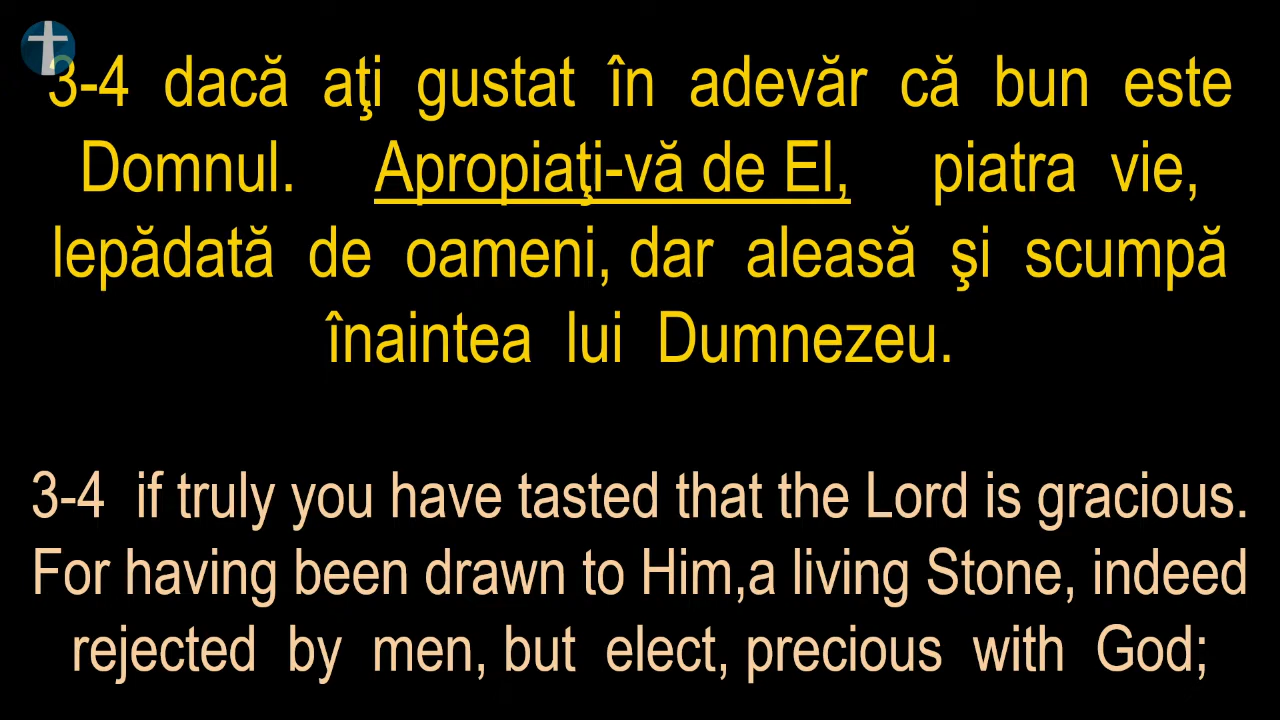 3-4 dacă aţi gustat în adevăr că bun este
Domnul. Apropiaţi-vă de El, piatra vie,
lepădată de oameni, dar aleasă şi scumpă
înaintea lui Dumnezeu.
3-4 if truly you have tasted that the Lord is gracious.
For having been drawn to Him,a living Stone, indeed
rejected by men, but elect, precious with God;